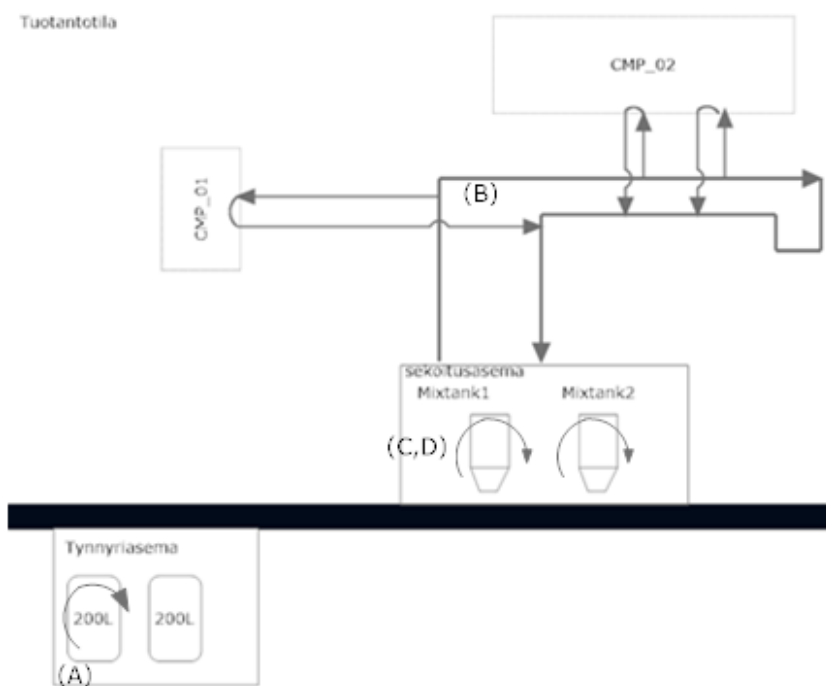 Tuotantotila
CMP_02
CMP_01
(B)
sekoitusasema
Mixtank1 Mixtank2
(C,D)
Tynnyriasema
200L 200L
(A)